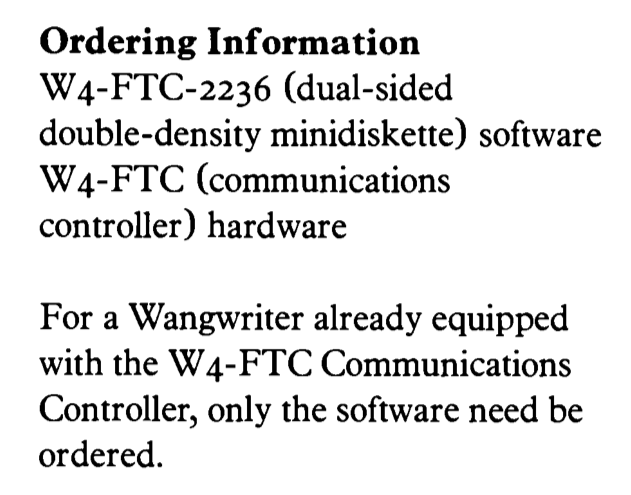 Ordering Information
W4-FTC-2236 (dual-sided
double-density minidiskette) software
W4-FTC (communications
controller) hardware
For a Wangwriter already equipped
with the W4-FTC Communications
Controller, only the software need be
ordered.